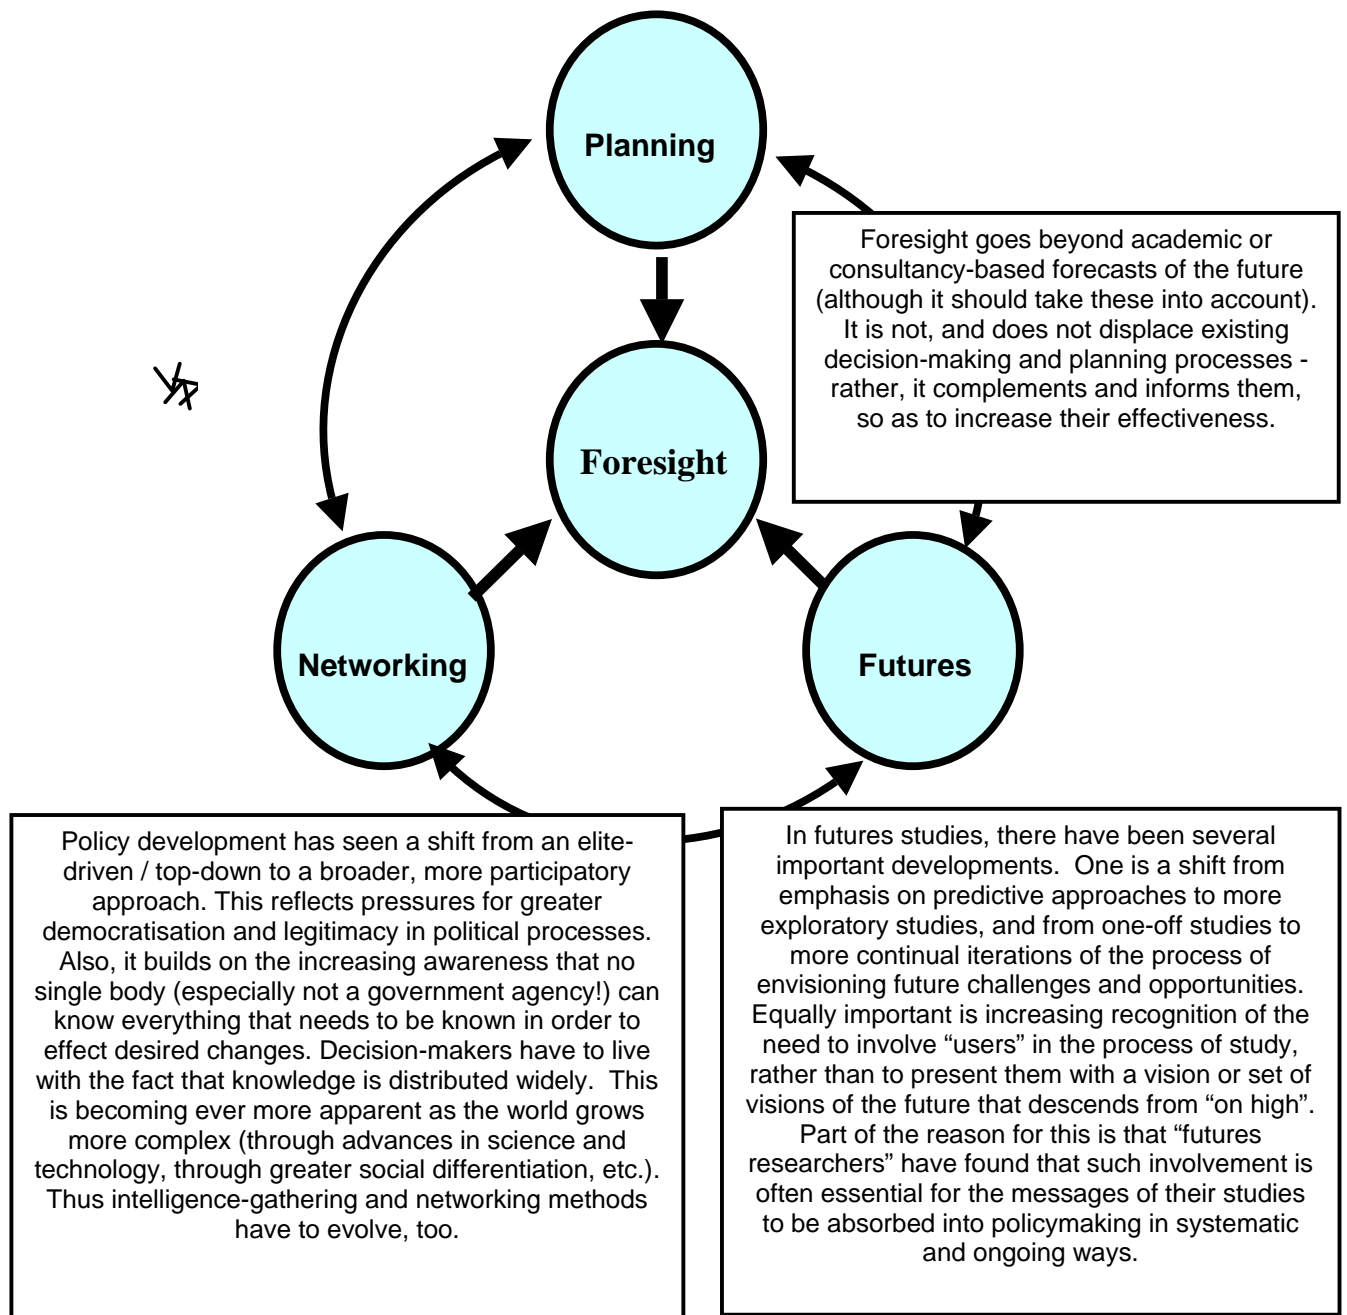 Planning
Foresight goes beyond academic or
consultancy-based forecasts of the future
(although it should take these into account).
It is not, and does not displace existing
decision-making and planning processes -
rather, it complements and informs them,
so as to increase their effectiveness.
Foresight
Networking
Futures
Policy development has seen a shift from an elite-
driven / top-down to a broader, more participatory
approach. This reflects pressures for greater
democratisation and legitimacy in political processes.
Also, it builds on the increasing awareness that no
single body (especially not a government agency!) can
know everything that needs to be known in order to
effect desired changes. Decision-makers have to live
with the fact that knowledge is distributed widely.  This
is becoming ever more apparent as the world grows
more complex (through advances in science and
technology, through greater social differentiation, etc.).
Thus intelligence-gathering and networking methods
have to evolve, too.
In futures studies, there have been several
important developments.  One is a shift from
emphasis on predictive approaches to more
exploratory studies, and from one-off studies to
more continual iterations of the process of
envisioning future challenges and opportunities.
Equally important is increasing recognition of the
need to involve “users” in the process of study,
rather than to present them with a vision or set of
visions of the future that descends from “on high”.
Part of the reason for this is that “futures
researchers” have found that such involvement is
often essential for the messages of their studies
to be absorbed into policymaking in systematic
and ongoing ways.